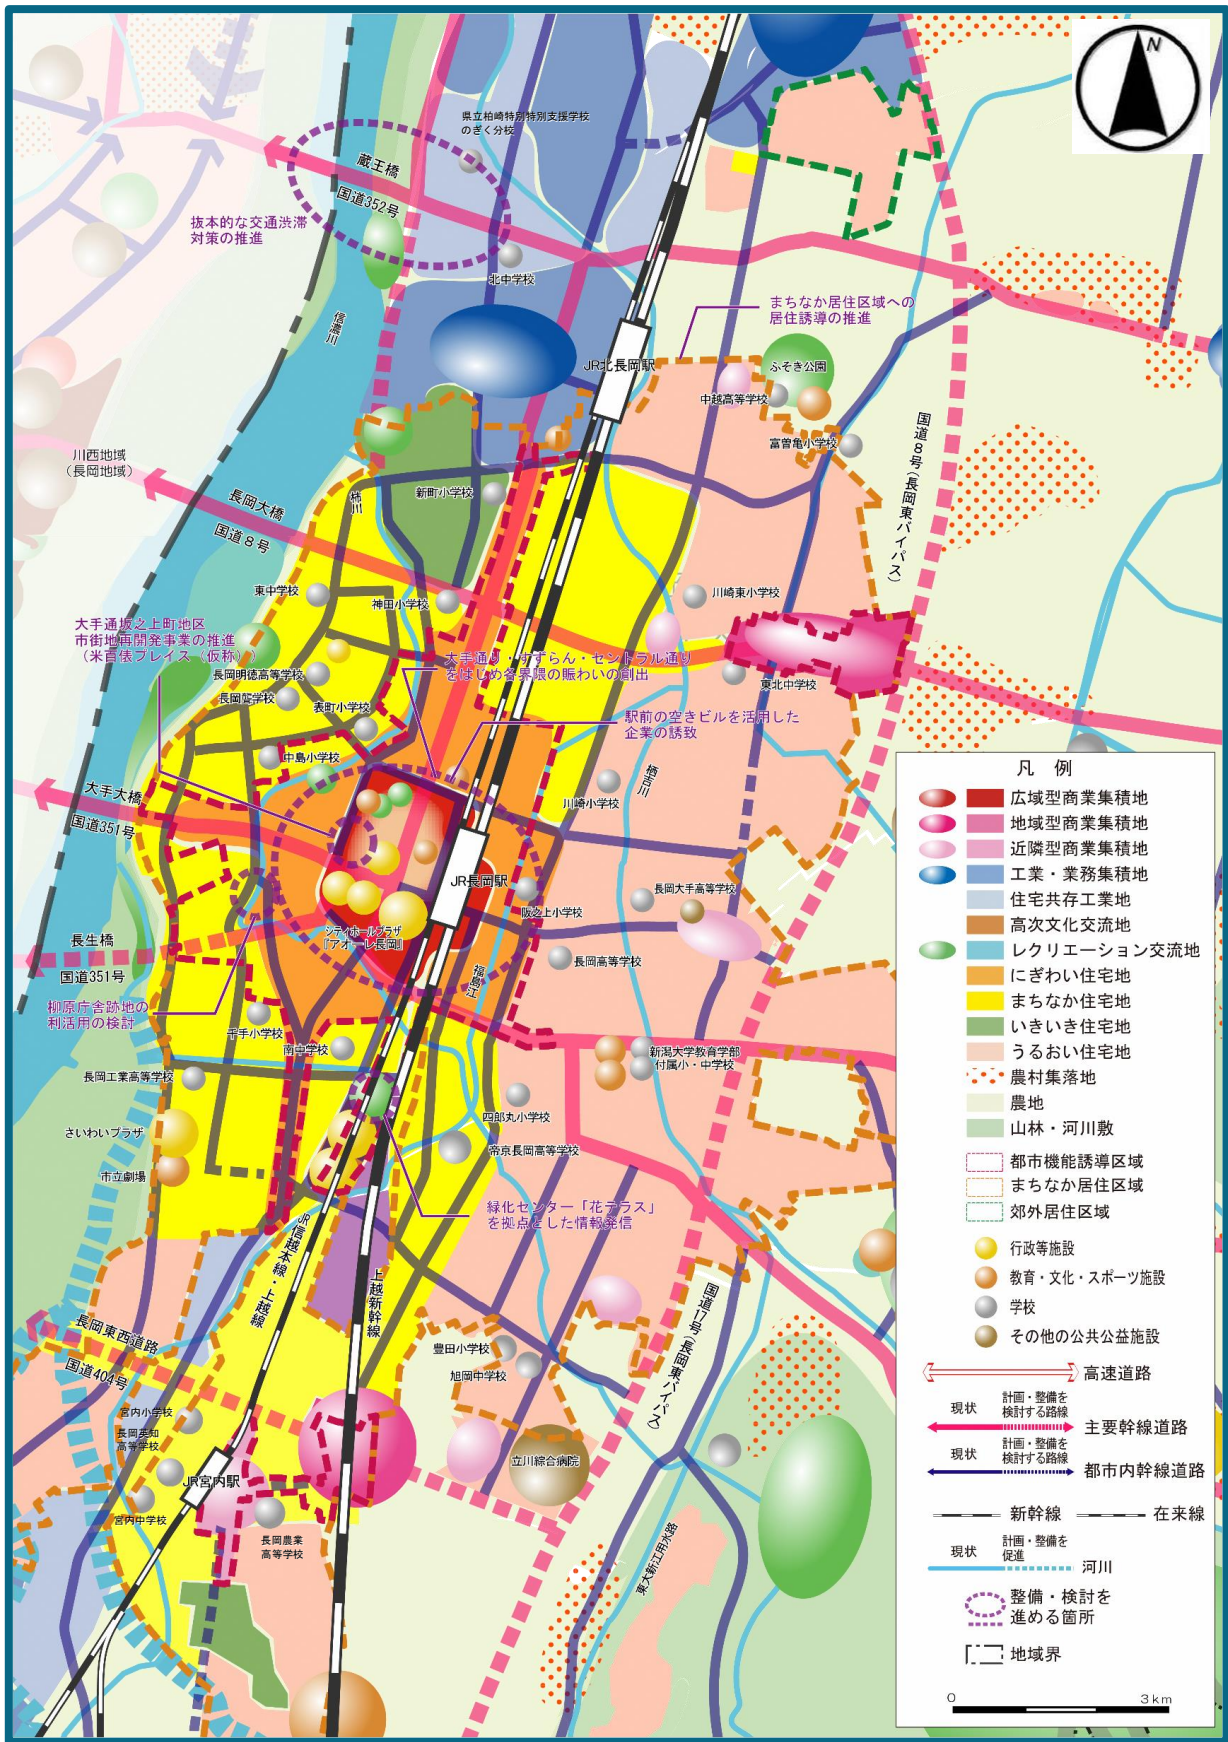 N
県立柏崎特別特別支援学校
のぎく分校
蔵王橋
国道352号
抜本的な交通渋滞
対策の推進
北中学校
信濃川
まちなか居住区域への
居住誘導の推進
JR北長岡駅
ふそき公園
中越高等学校
富曽亀小学校
国道8号(長岡東バイパス)
川西地域
(長岡地域)
長岡大橋
国道8号
柿川
新町小学校
東中学校
神田小学校
川崎東小学校
大手通坂之上町地区
市街地再開発事業の推進
(米百俵プレイス(仮称))
大手通り・すずらん・セントラル通り
をはじめ各界隈の賑わいの創出
長岡明徳高等学校
長岡聾学校
表町小学校
東北中学校
駅前の空きビルを活用した
企業の誘致
中島小学校
栖吉川
川崎小学校
大手大橋
国道351号
JR長岡駅
阪之上小学校
長岡大手高等学校
シティホールプラザ
『アオーレ長岡』
長生橋
国道351号
福島江
長岡高等学校
柳原庁舎跡地の
利活用の検討
千手小学校
南中学校
新潟大学教育学部
付属小・中学校
長岡工業高等学校
四郎丸小学校
さいわいプラザ
帝京長岡高等学校
市立劇場
緑化センター「花テラス」
を拠点とした情報発信
JR信越本線・上越線
上越新幹線
国道17号(長岡東バイパス)
長岡東西道路
国道404号
豊田小学校
旭岡中学校
宮内小学校
長岡英知
高等学校
立川綜合病院
JR宮内駅
宮内中学校
長岡農業
高等学校
東大新江用水路
凡 例
広域型商業集積地
地域型商業集積地
近隣型商業集積地
工業・業務集積地
住宅共存工業地
高次文化交流地
レクリエーション交流地
にぎわい住宅地
まちなか住宅地
いきいき住宅地
うるおい住宅地
農村集落地
農地
山林・河川敷
都市機能誘導区域
まちなか居住区域
郊外居住区域
行政等施設
教育・文化・スポーツ施設
学校
その他の公共公益施設
高速道路
現状 計画・整備を
検討する路線
主要幹線道路
現状 計画・整備を
検討する路線
都市内幹線道路
新幹線 在来線
現状 計画・整備を
促進
河川
整備・検討を
進める箇所
地域界
0 3km